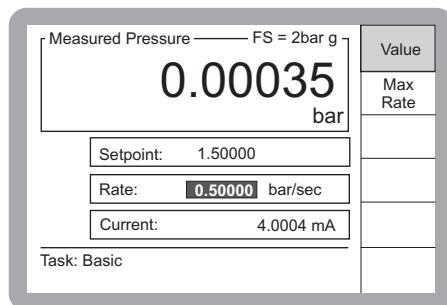 Measured Pressure FS = 2bar g
0.00035
bar
Setpoint: 1.50000
Rate: 0.50000 bar/sec
Current: 4.0004 mA
Task: Basic
Value
Max
Rate